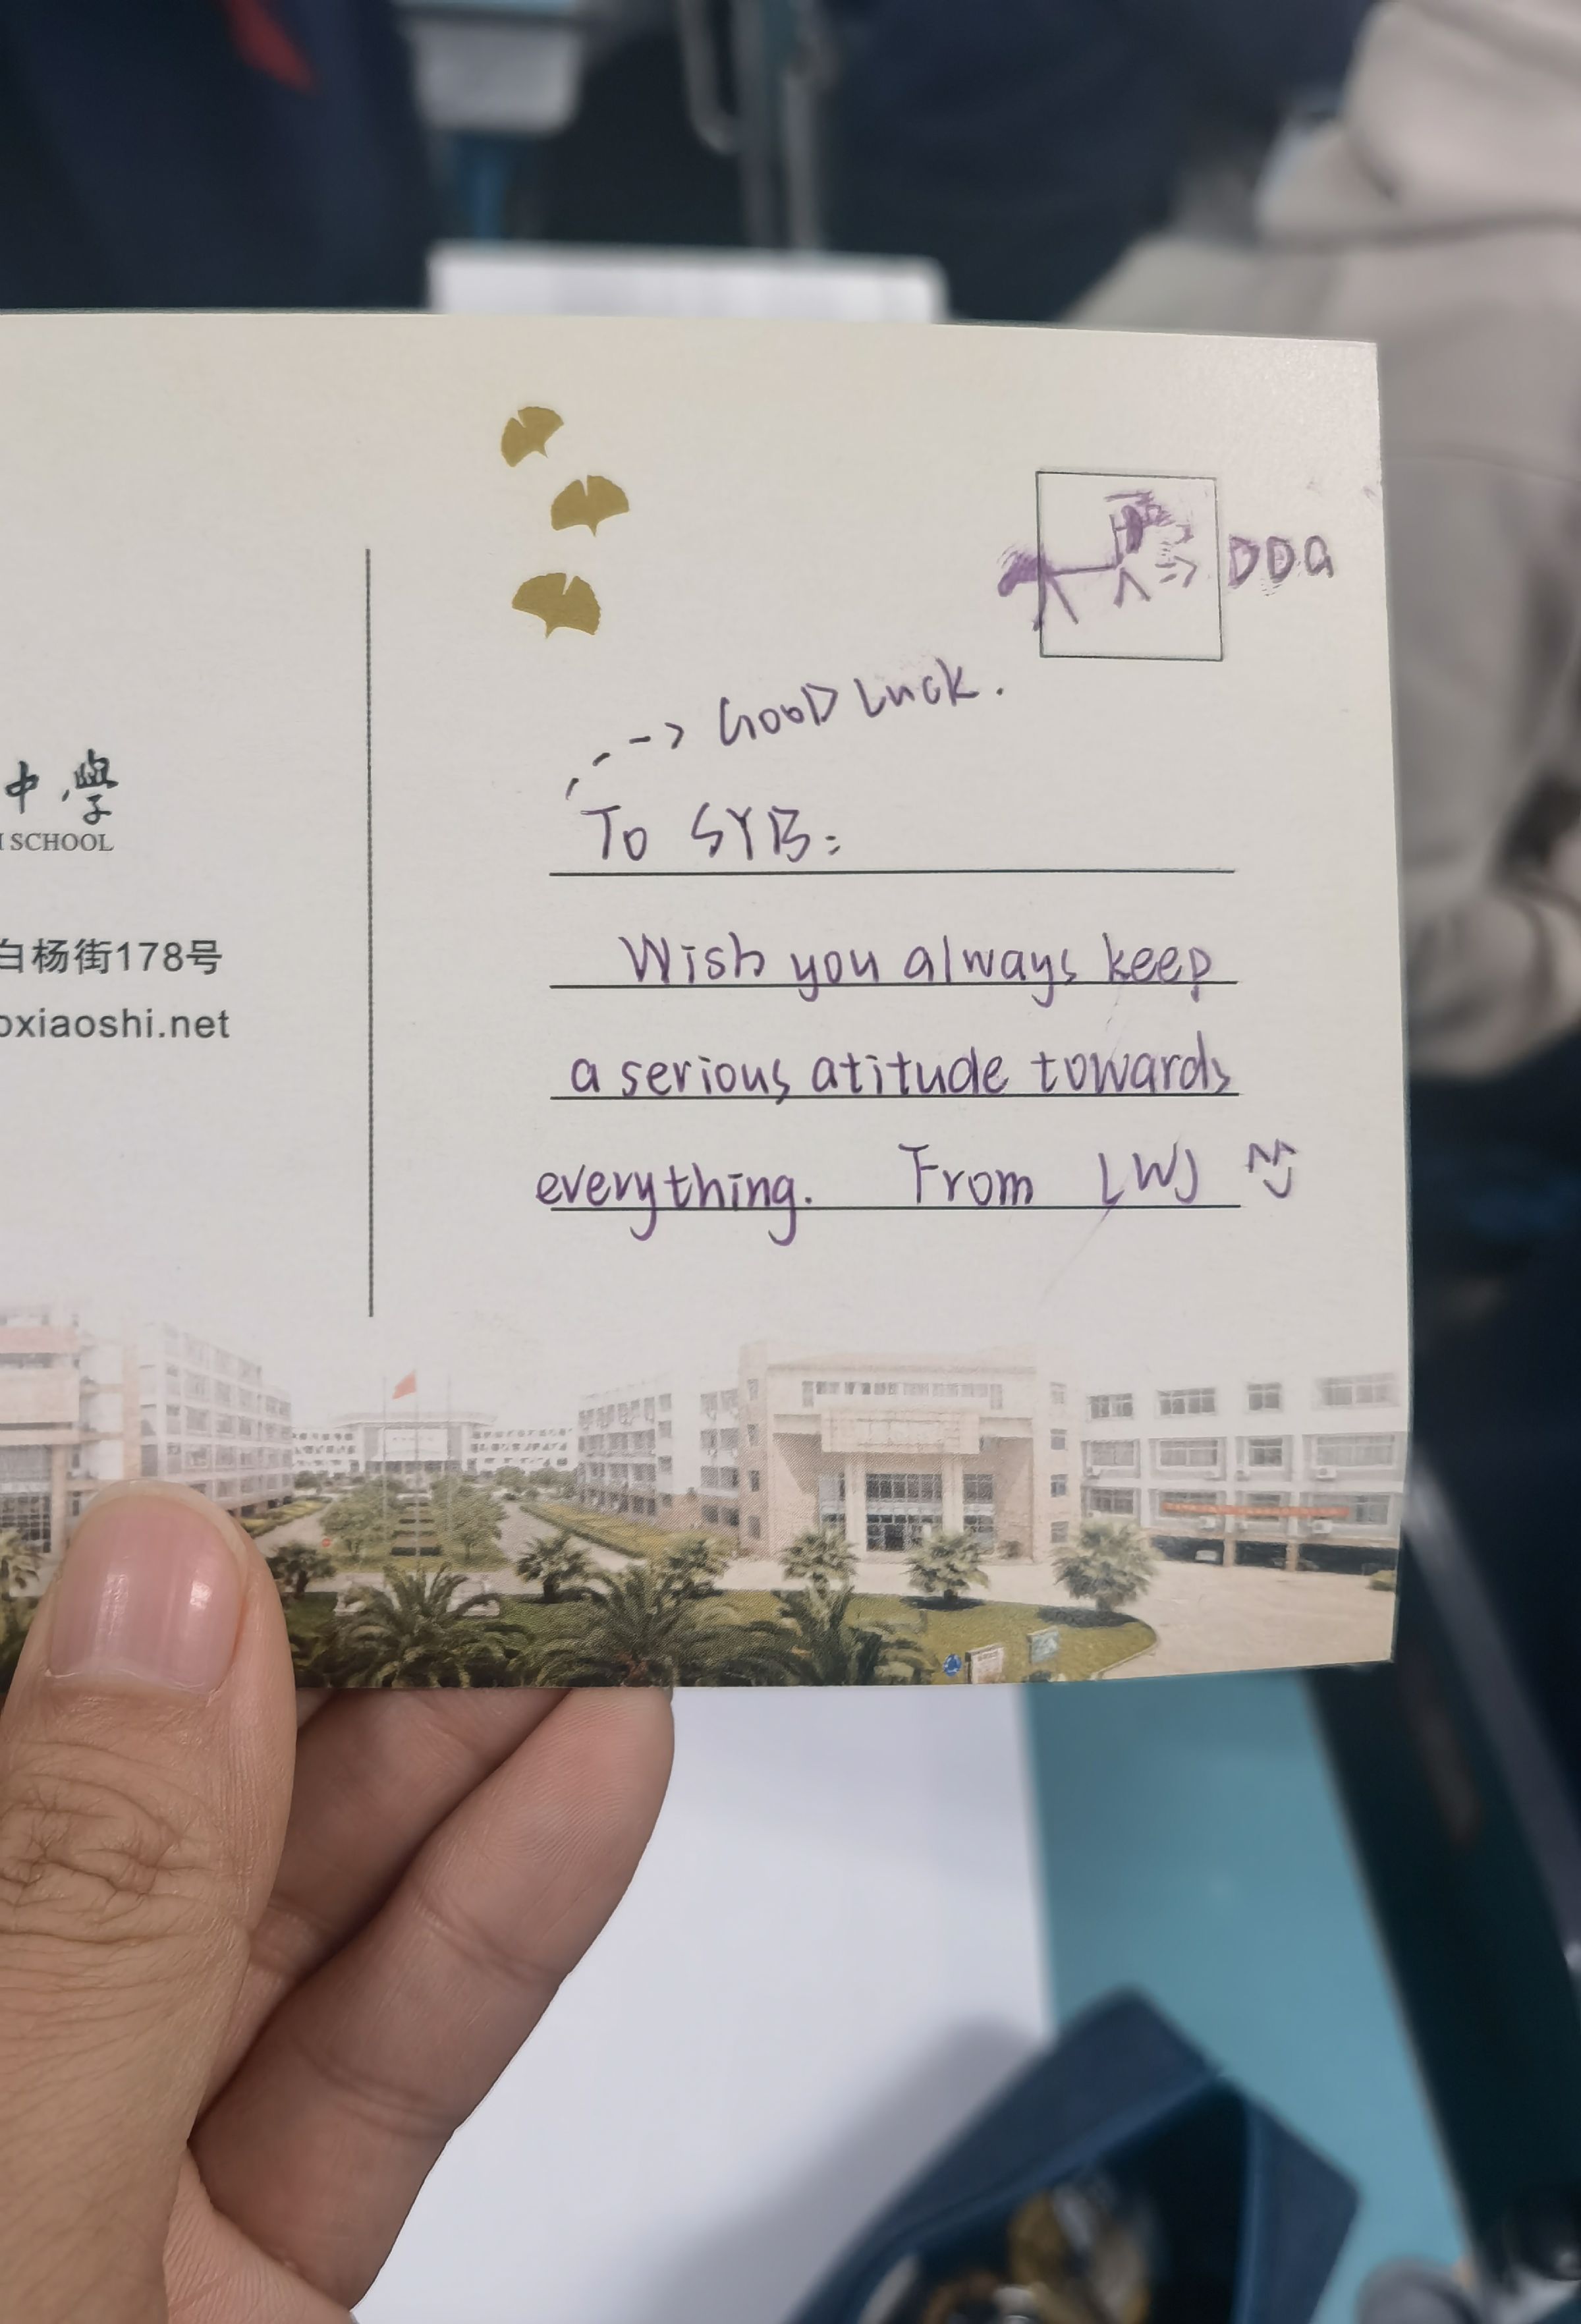 中學
SCHOOL
白杨街178号
oxiaoshi.net
DDa
--> GOOD Luck.
To SYB:
Wish you always keep
a serious atitude towards
everything. From LWJ